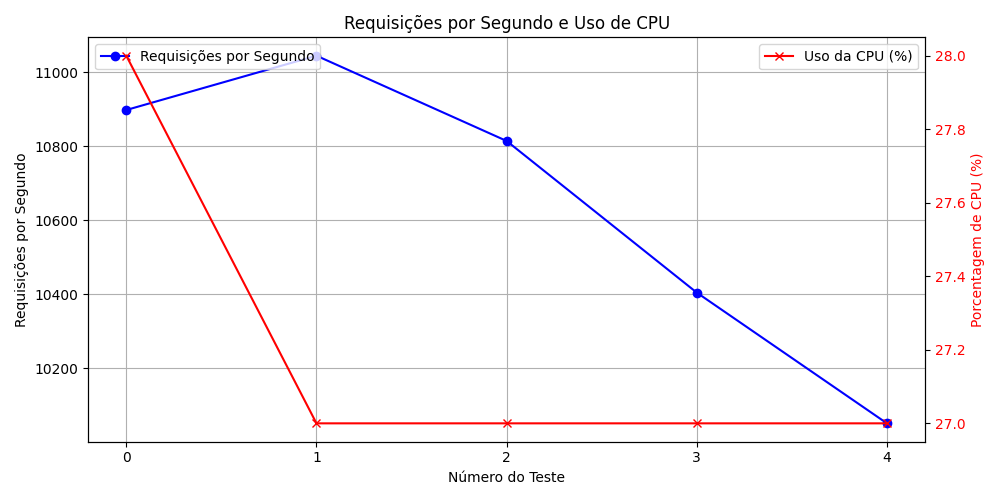 Requisições por Segundo e Uso de CPU
Requisições por Segundo
Uso da CPU (%)
Requisições por Segundo
11000
10800
10600
10400
10200
28.0
27.8
27.6
27.4
27.2
27.0
Porcentagem de CPU (%)
0 1 2 3 4
Número do Teste